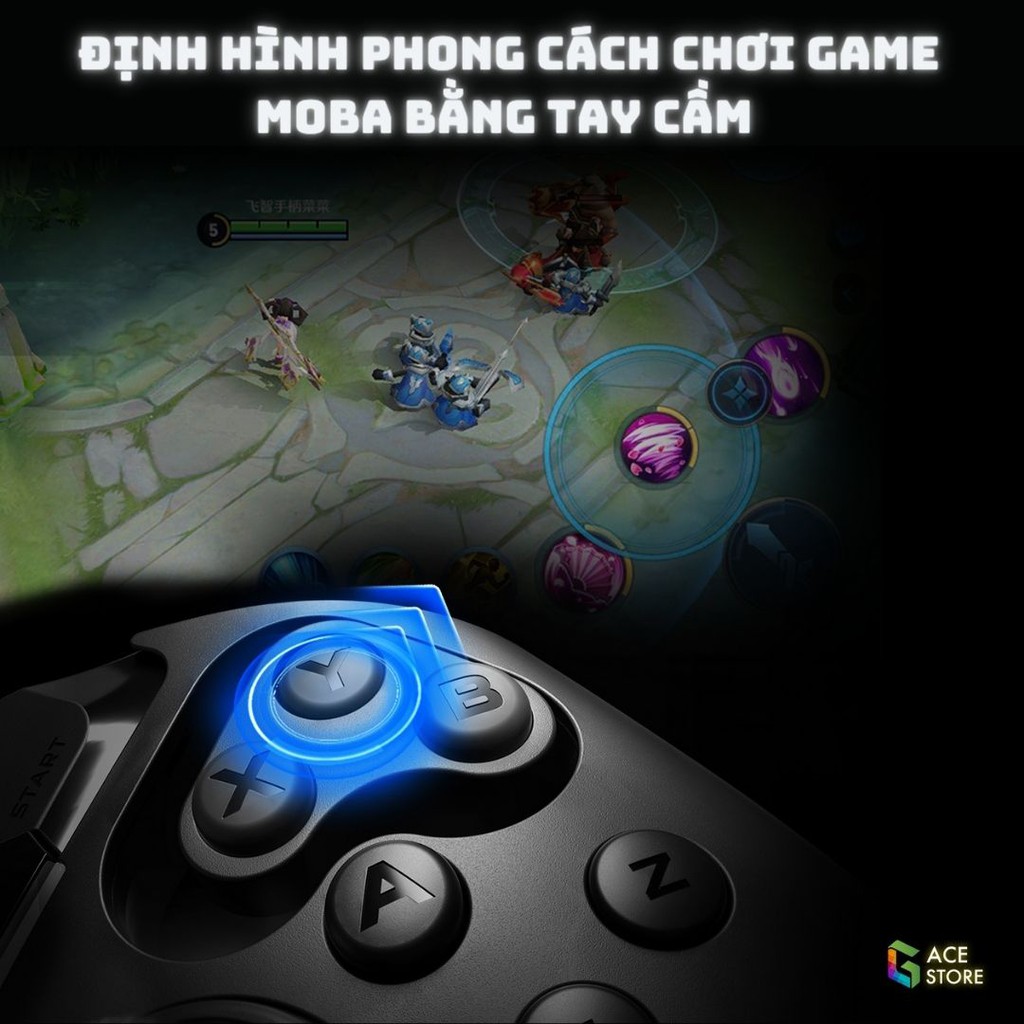 ĐỊNH HÌNH PHONG CÁCH CHƠI GAME
MOBA BẰNG TAY CẦM
飞智手柄菜菜
5
START
Y
B
X
A
Z
G ACE
STORE